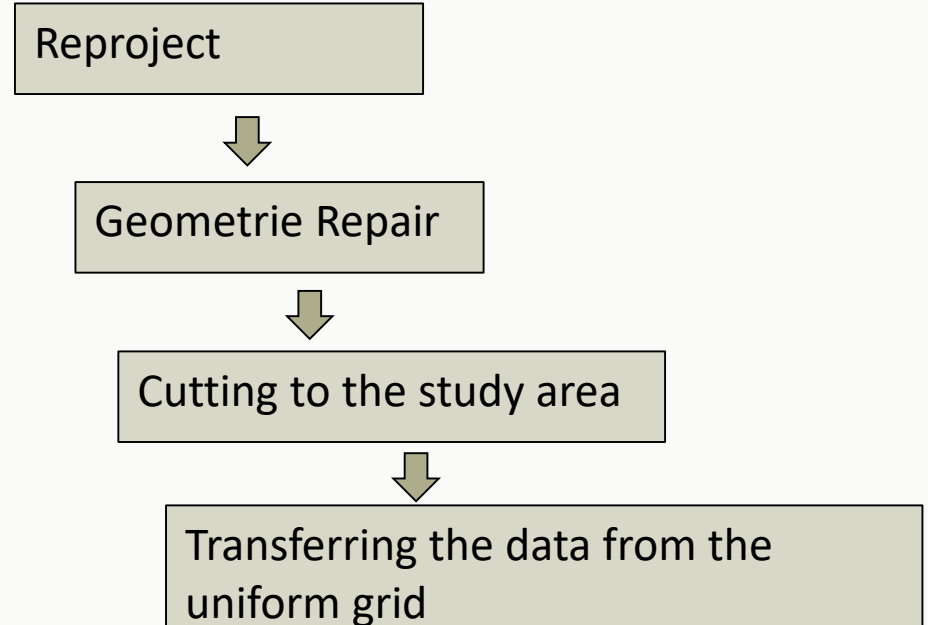 Reproject
Geometrie Repair
Cutting to the study area
Transferring the data from the
uniform grid